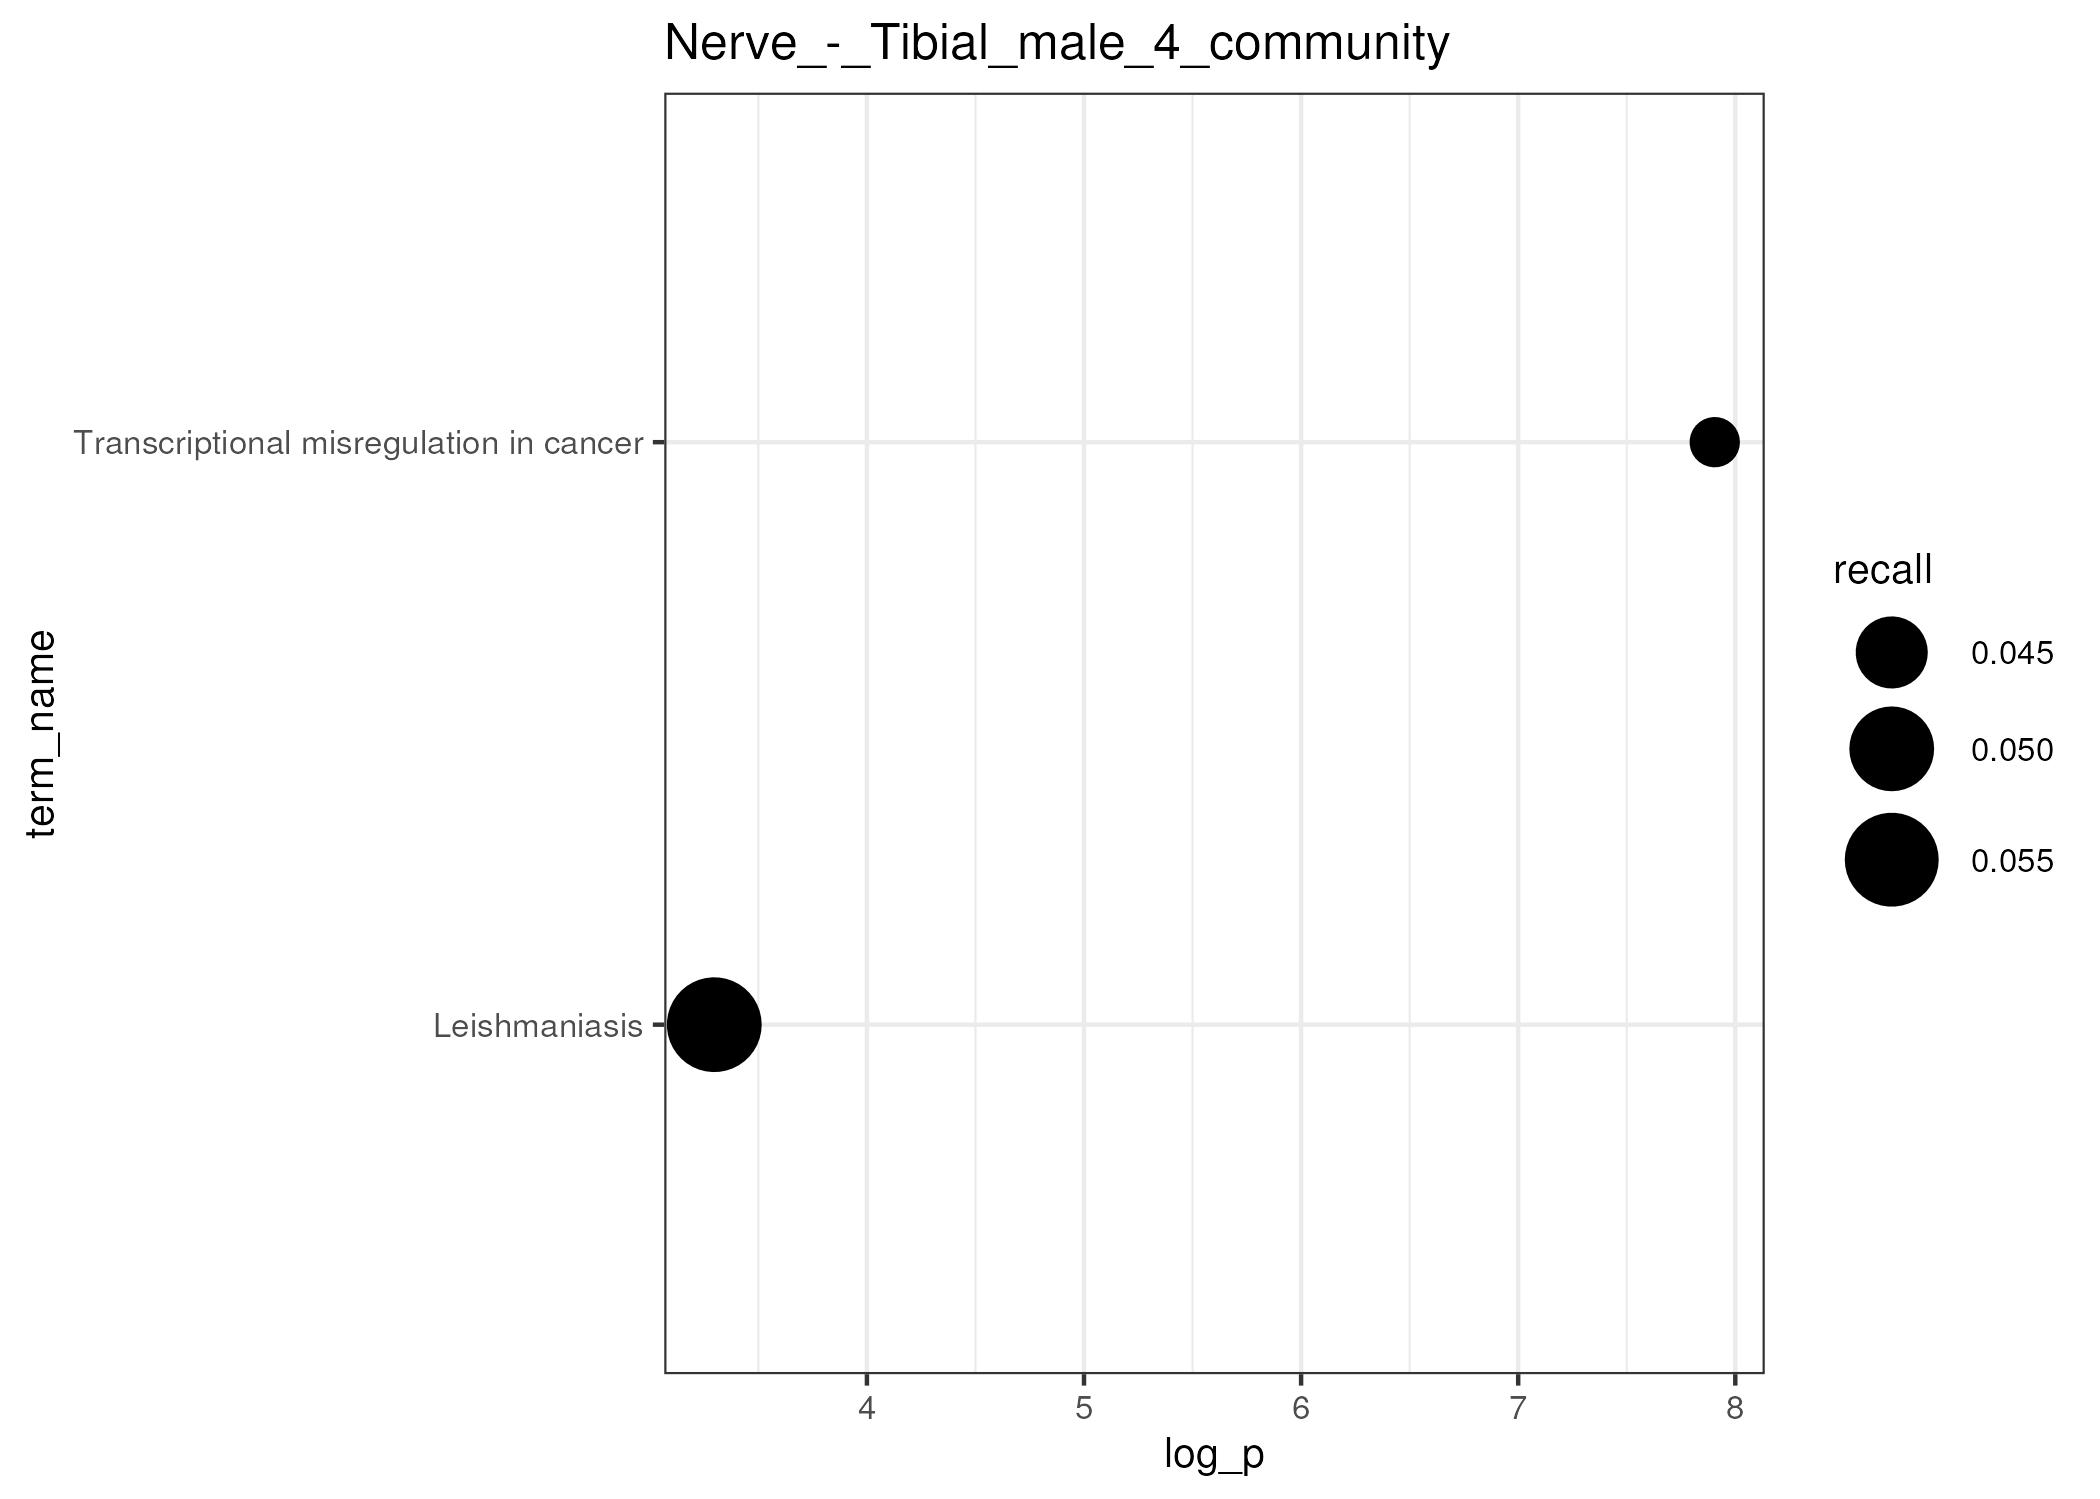 Nerve_-_Tibial_male_4_community
Transcriptional misregulation in cancer
Leishmaniasis
term_name
4 5 6 7 8
log_p
recall
0.045
0.050
0.055